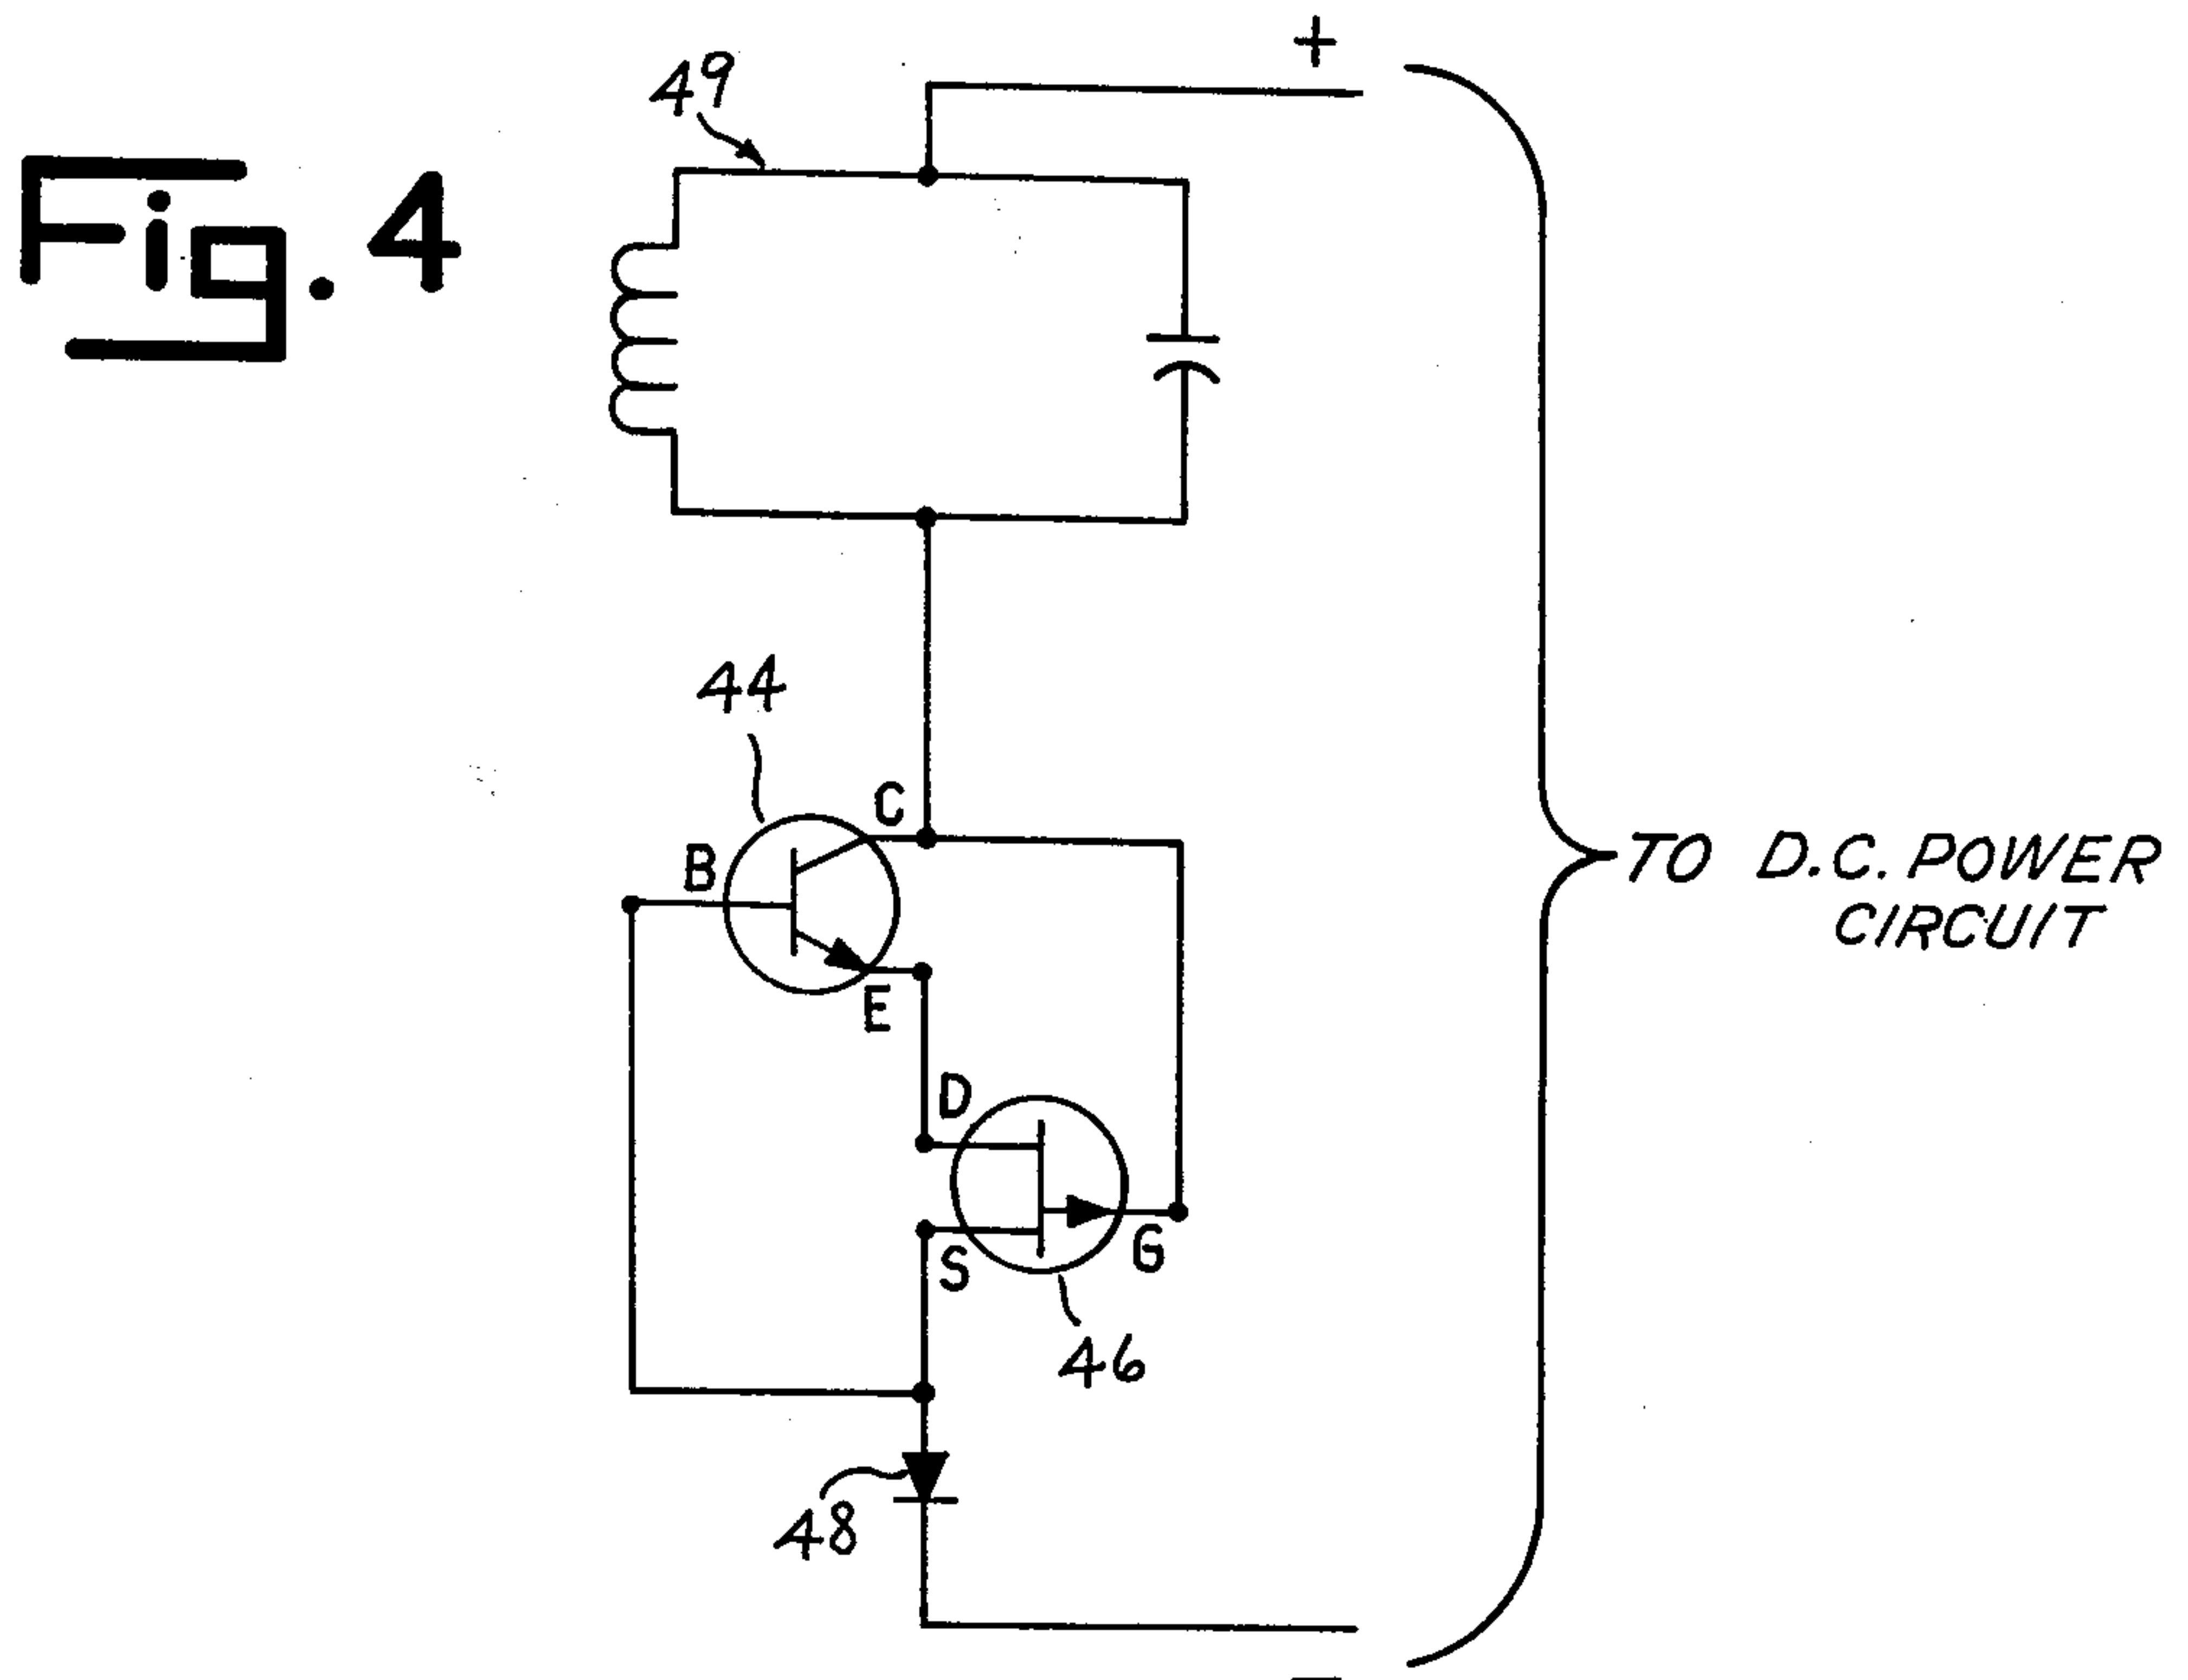 Fig. 4
+
49
44
C
B
E
D
S
G
46
48
TO D.C. POWER
CIRCUIT